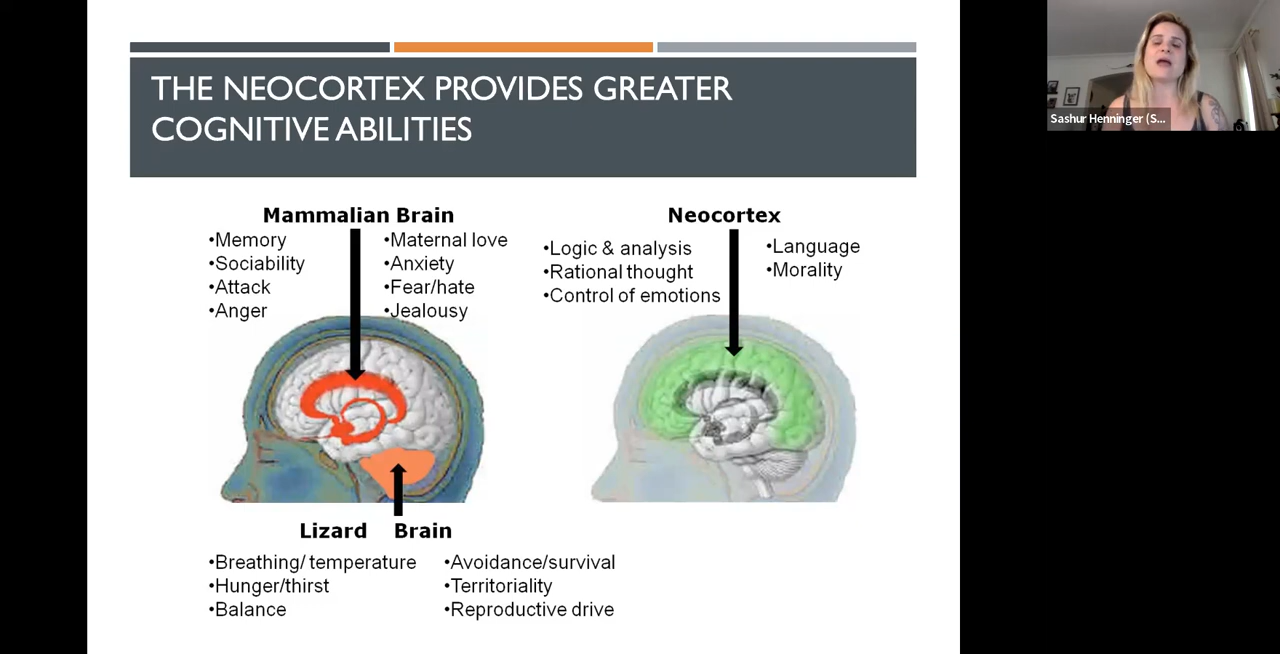 THE NEOCORTEX PROVIDES GREATER
COGNITIVE ABILITIES
Mammalian Brain
•Memory
•Sociability
•Attack
•Anger
•Maternal love
•Anxiety
•Fear/hate
•Jealousy
Neocortex
•Logic & analysis
•Rational thought
•Control of emotions
•Language
•Morality
Lizard Brain
•Breathing/ temperature
•Hunger/thirst
•Balance
•Avoidance/survival
•Territoriality
•Reproductive drive
Sashur Henninger (S...